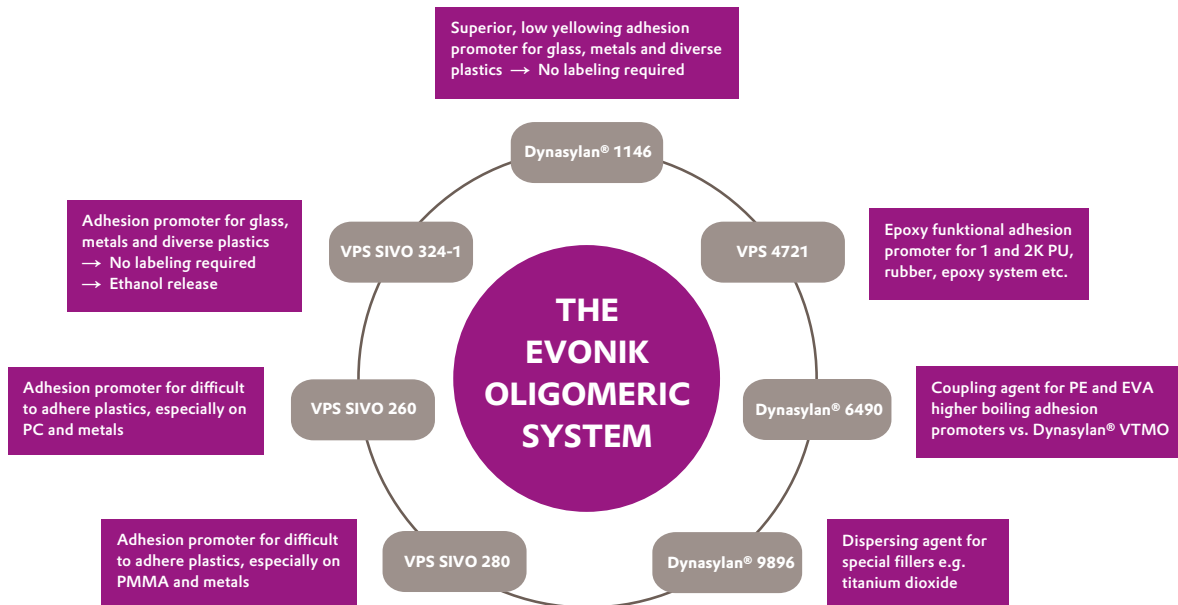 Superior, low yellowing adhesion
promoter for glass, metals and diverse
plastics → No labeling required
Dynasylan® 1146
Adhesion promoter for glass,
metals and diverse plastics
→ No labeling required
→ Ethanol release
VPS SIVO 324-1
VPS 4721
Epoxy funktional adhesion
promoter for 1 and 2K PU,
rubber, epoxy system etc.
THE
EVONIK
OLIGOMERIC
SYSTEM
Adhesion promoter for difficult
to adhere plastics, especially on
PC and metals
VPS SIVO 260
Dynasylan® 6490
Coupling agent for PE and EVA
higher boiling adhesion
promoters vs. Dynasylan® VTMO
Adhesion promoter for difficult
to adhere plastics, especially on
PMMA and metals
VPS SIVO 280
Dynasylan® 9896
Dispersing agent for
special fillers e.g.
titanium dioxide